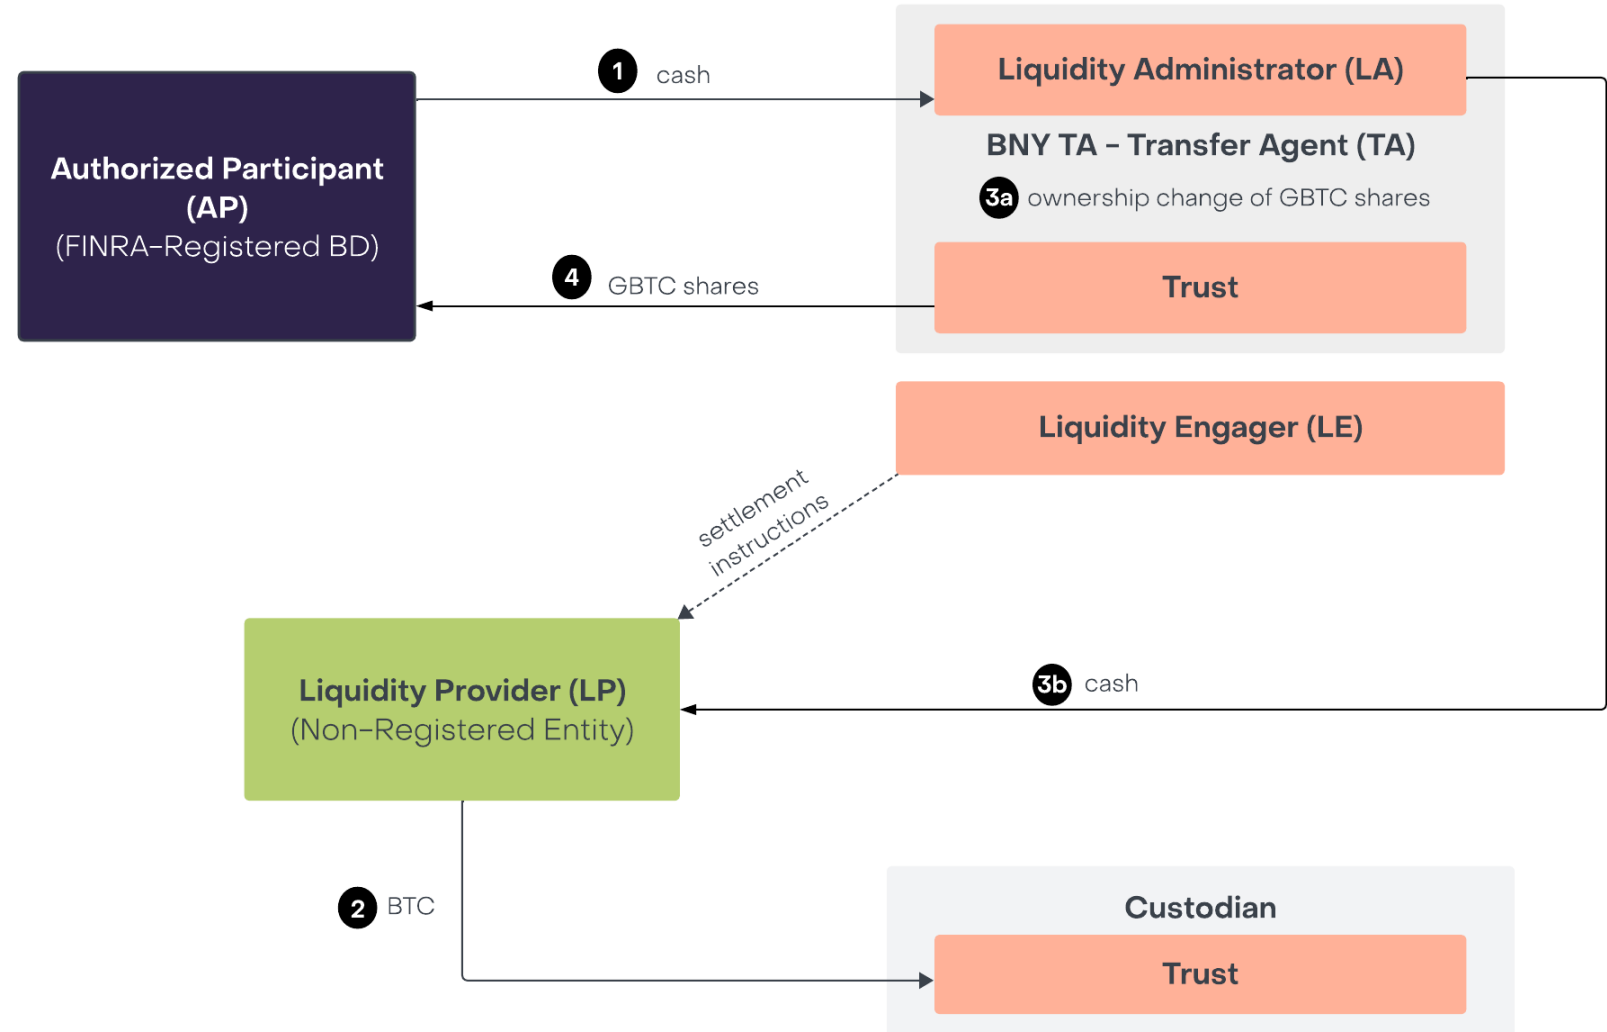 1 cash
Liquidity Administrator (LA)
Authorized Participant
(AP)
(FINRA-Registered BD)
BNY TA - Transfer Agent (TA)
3a ownership change of GBTC shares
4 GBTC shares
Trust
Liquidity Engager (LE)
settlement
instructions
Liquidity Provider (LP)
(Non-Registered Entity)
3b cash
2 BTC
Custodian
Trust